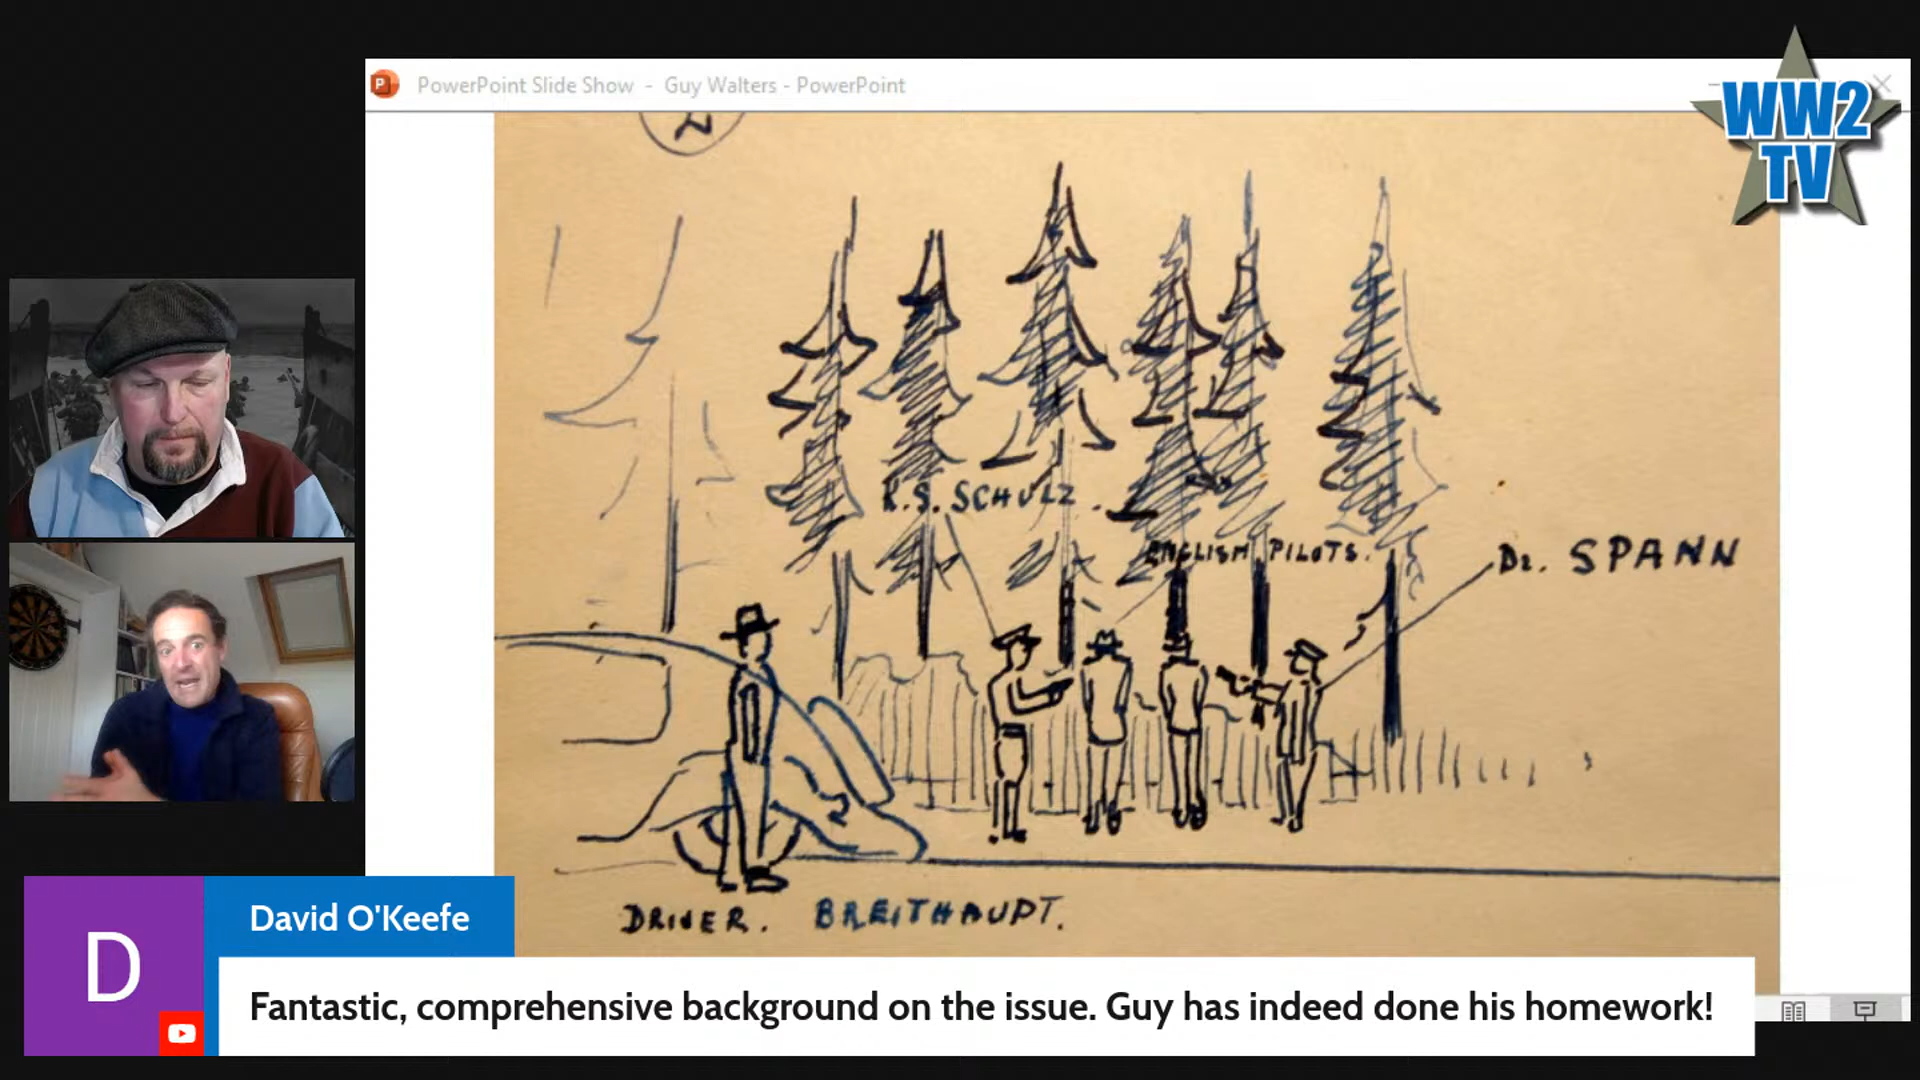 PowerPoint Slide Show - Guy Walters - PowerPoint
WW2
TV
2
K.S. SCHULZ.
ENGLISH PILOTS.
Dr. SPANN
DRIVER. BREITHAUPT.
D
David O'Keefe
Fantastic, comprehensive background on the issue. Guy has indeed done his homework!